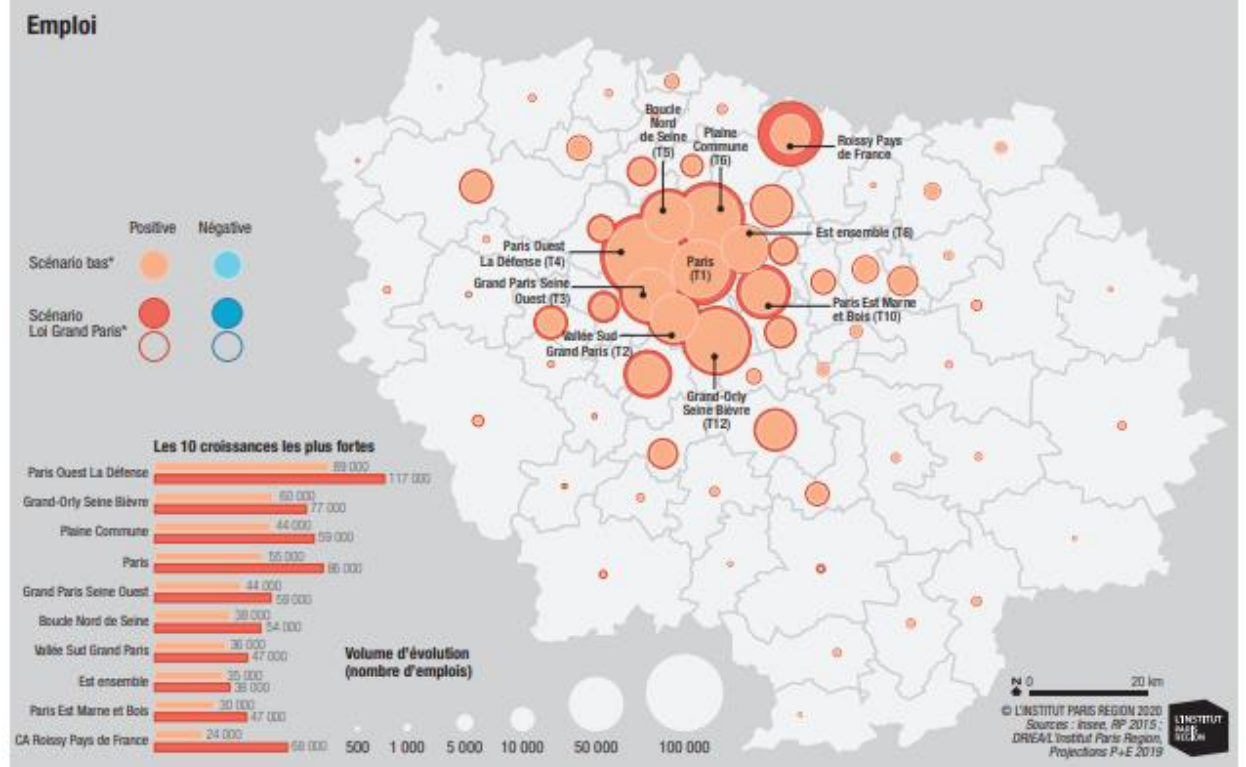 Emploi
Boucle
Nord
de Seine
(T5)
Plaine
Commune
(T6)
Roissy Pays
de France
Positive
Négative
Scénario bas*
Scénario
Loi Grand Paris*
Paris Ouest
La Défense (T4)
Est ensemble (T8)
Paris
(T1)
Grand Paris Seine
Ouest (T3)
Paris Est Marne
et Bois (T10)
Vallée Sud
Grand Paris (T2)
Grand-Orly
Seine Bièvre
(T12)
Les 10 croissances les plus fortes
Paris Ouest La Défense
89 000
117 000
Grand-Orly Seine Bièvre
60 000
77 000
Plaine Commune
44 000
59 000
Paris
55 000
86 000
Grand Paris Seine Ouest
44 000
59 000
Boucle Nord de Seine
38 000
54 000
Vallée Sud Grand Paris
36 000
47 000
Est ensemble
35 000
38 000
Paris Est Marne et Bois
30 000
47 000
CA Roissy Pays de France
24 000
68 000
Volume d'évolution
(nombre d'emplois)
500
1 000
5 000
10 000
50 000
100 000
N 0
20 km
© L'INSTITUT PARIS REGION 2020
Sources : Insee, RP 2015 ;
DRIEA/L'Institut Paris Region,
Projections P+E 2019
L'INSTITUT
PARIS
REGION